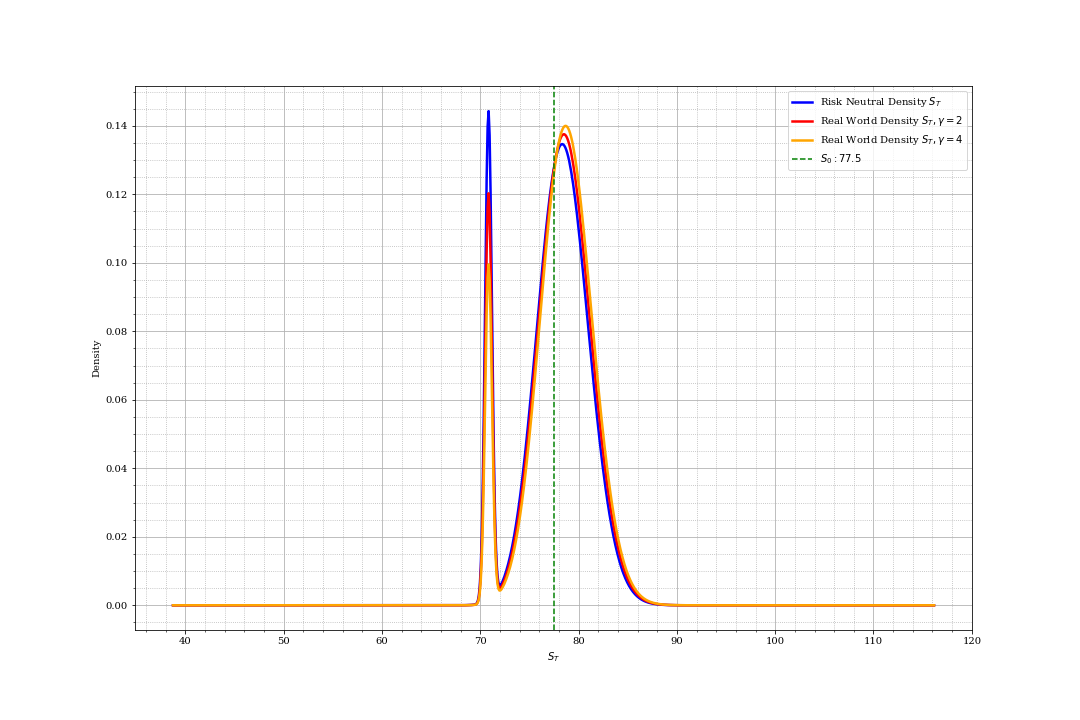 Risk Neutral Density $S_T$
Real World Density $S_T, γ = 2$
Real World Density $S_T, γ = 4$
$S_0 : 77.5$
0.14
0.12
0.10
0.08
0.06
0.04
0.02
0.00
Density
40 50 60 70 80 90 100 110 120
$S_T$